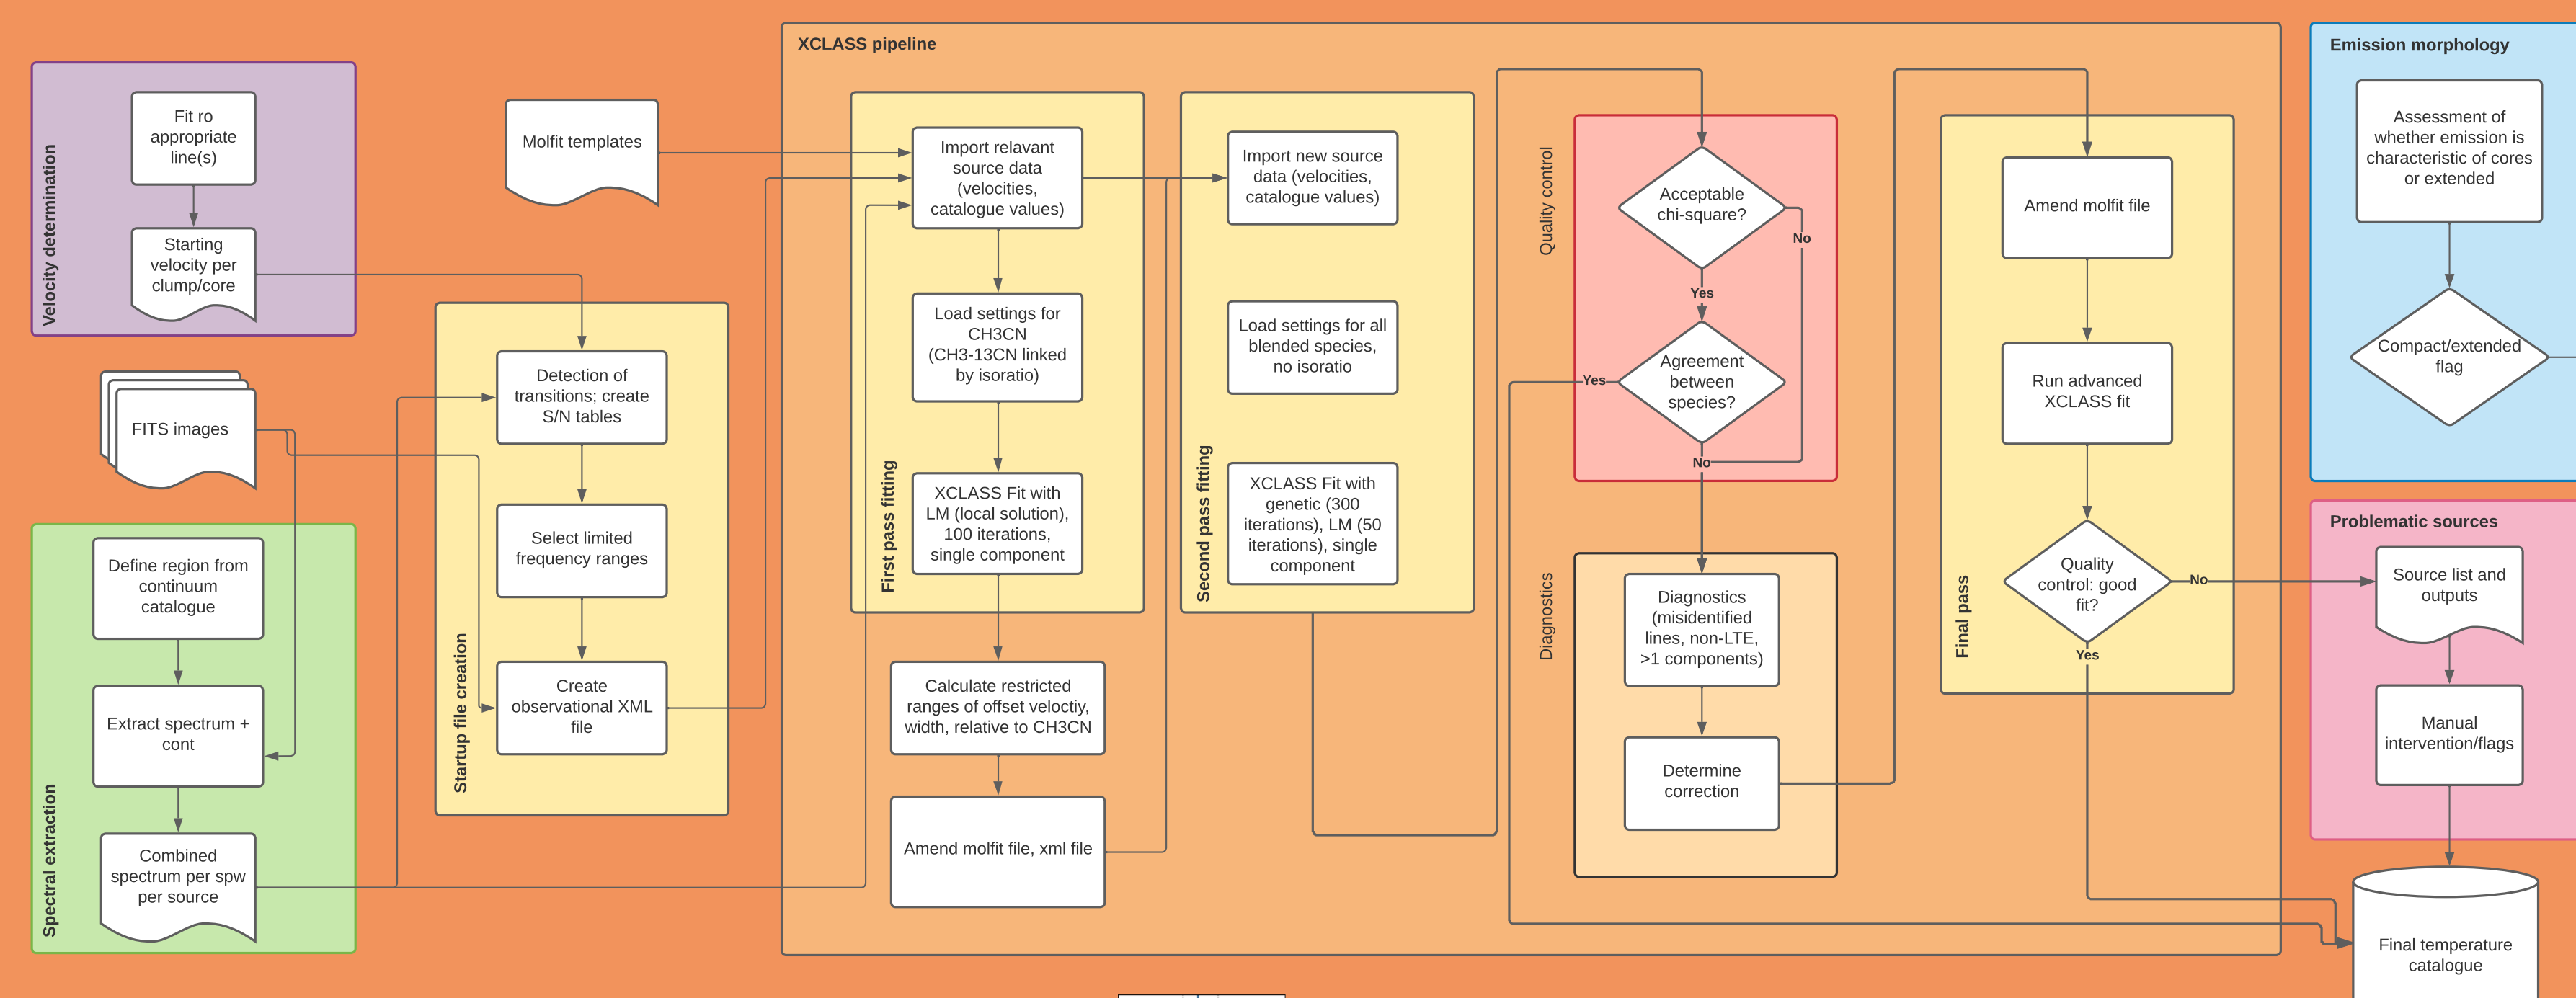 XCLASS pipeline
Emission morphology
Velocity determination
Fit ro
appropriate
line(s)
Starting
velocity per
clump/core
FITS images
Spectral extraction
Define region from
continuum
catalogue
Extract spectrum +
cont
Combined
spectrum per spw
per source
Molfit templates
Startup file creation
Detection of
transitions; create
S/N tables
Select limited
frequency ranges
Create
observational XML
file
First pass fitting
Import relavant
source data
(velocities,
catalogue values)
Load settings for
CH3CN
(CH3-13CN linked
by isoratio)
XCLASS Fit with
LM (local solution),
100 iterations,
single component
Calculate restricted
ranges of offset veloctiy,
width, relative to CH3CN
Amend molfit file, xml file
Second pass fitting
Import new source
data (velocities,
catalogue values)
Load settings for all
blended species,
no isoratio
XCLASS Fit with
genetic (300
iterations), LM (50
iterations), single
component
Quality control
Acceptable
chi-square?
No
Yes
Agreement
between
species?
Yes
No
Diagnostics
Diagnostics
(misidentified
lines, non-LTE,
>1 components)
Determine
correction
Final pass
Amend molfit file
Run advanced
XCLASS fit
Quality
control: good
fit?
No
Yes
Assessment of
whether emission is
characteristic of cores
or extended
Compact/extended
flag
Problematic sources
Source list and
outputs
Manual
intervention/flags
Final temperature
catalogue